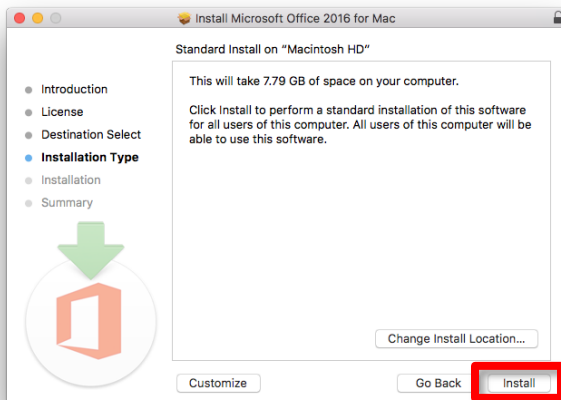 Install Microsoft Office 2016 for Mac
Standard Install on “Macintosh HD”
Introduction
License
Destination Select
Installation Type
Installation
Summary
This will take 7.79 GB of space on your computer.
Click Install to perform a standard installation of this software
for all users of this computer. All users of this computer will be
able to use this software.
Change Install Location...
Customize
Go Back
Install